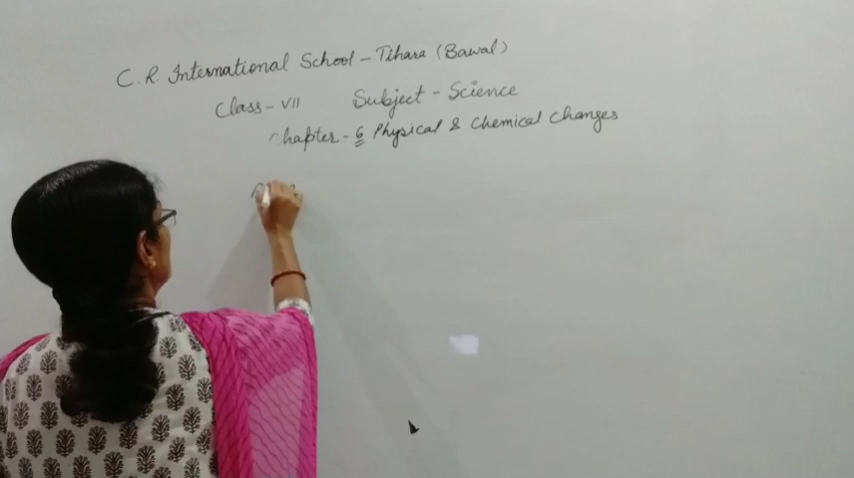 C. R. International School - Tihara (Bawal)
Class - VII Subject - Science
Chapter - 6 Physical & Chemical Changes